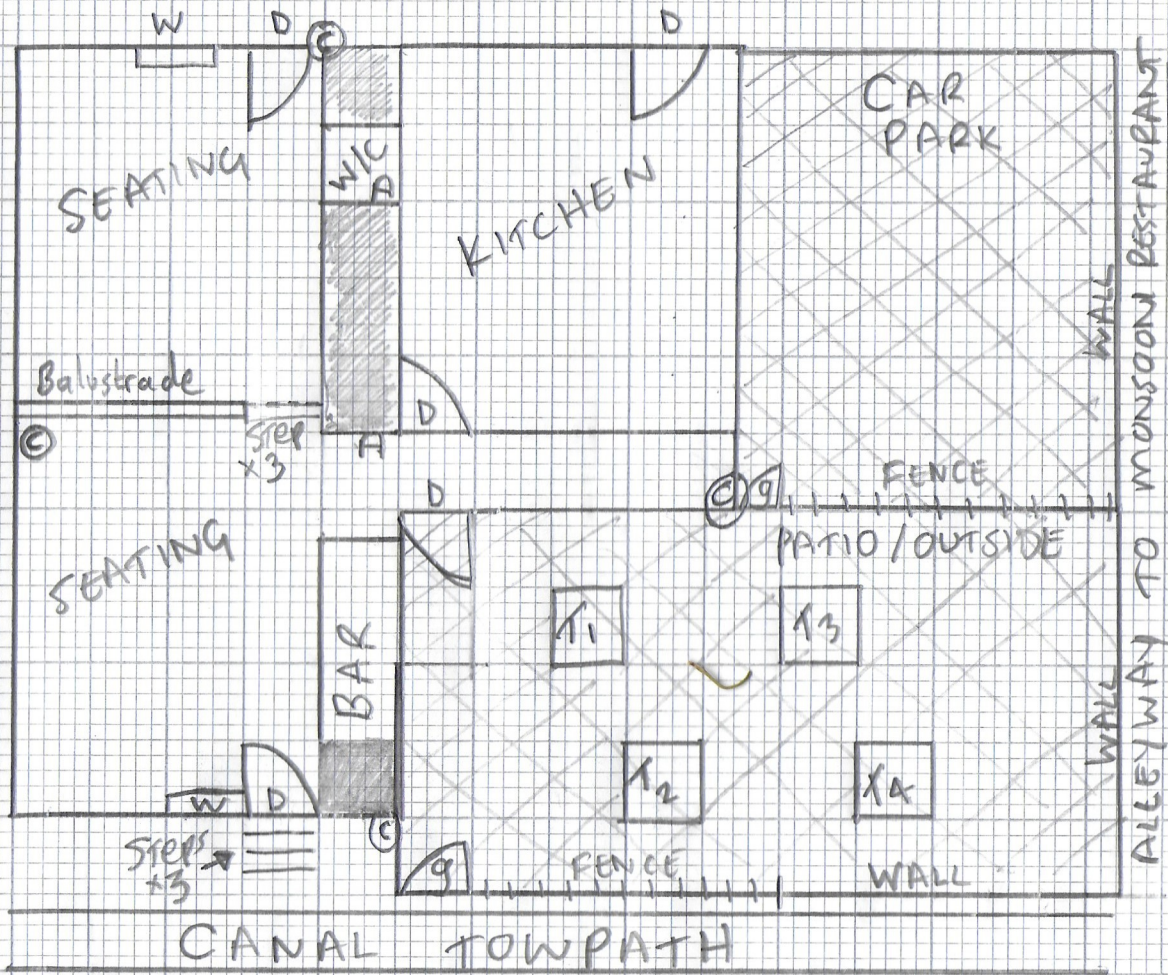 W
D
©
D
CAR
PARK
SEATING
W/C
D
KITCHEN
WALL
Balustrade
©
STEP
x3
A
D
D
©
g
FENCE
PATIO/OUTSIDE
SEATING
T1
T3
BAR
WALL
T2
T4
W
D
©
STEPS
x3
g
FENCE
WALL
CANAL TOWPATH
ALLEYWAY TO MONSOON RESTAURANT